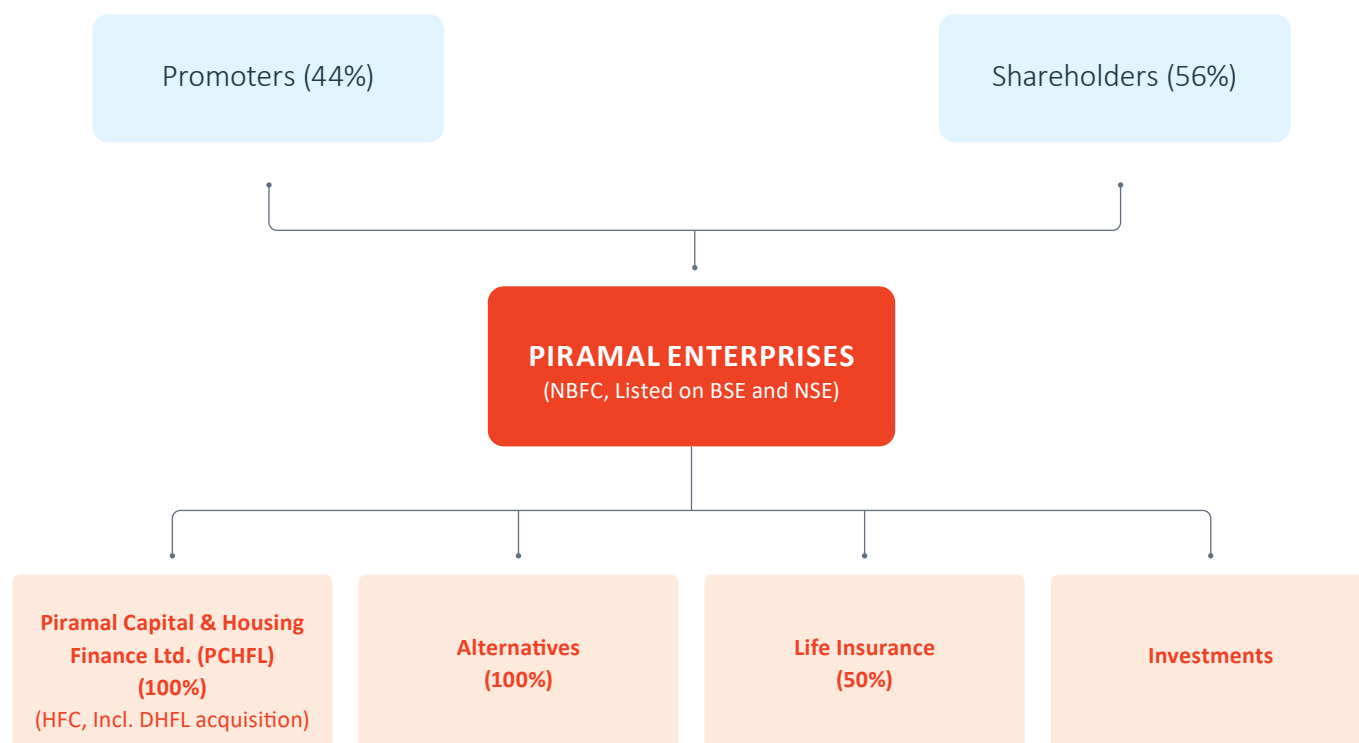 Promoters (44%)
Shareholders (56%)
PIRAMAL ENTERPRISES
(NBFC, Listed on BSE and NSE)
Piramal Capital & Housing
Finance Ltd. (PCHFL)
(100%)
(HFC, Incl. DHFL acquisition)
Alternatives
(100%)
Life Insurance
(50%)
Investments